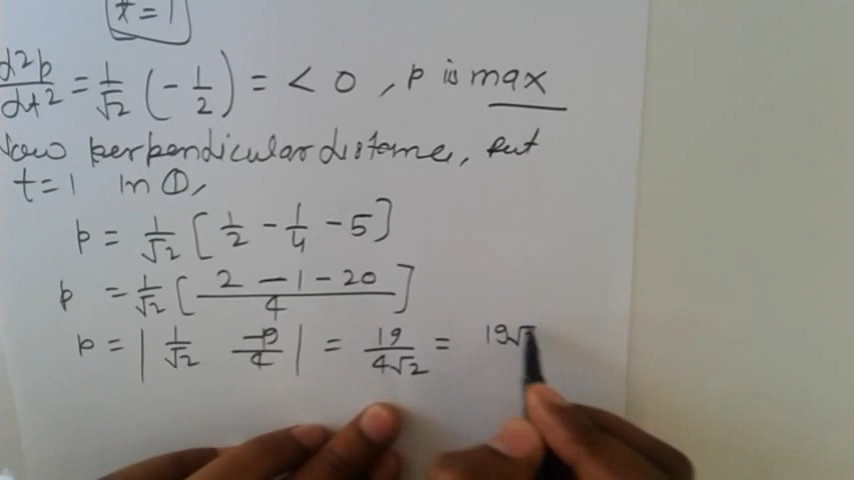 t = 1
d²p/dt² = 1/√2 (-1/2) = < 0 , p is max
Now perpendicular distance, put
t=1 in ①,
p = 1/√2 [1/2 - 1/4 - 5]
p = 1/√2 [(2 - 1 - 20)/4]
p = | 1/√2 -19/4 | = 19/4√2 = 19√